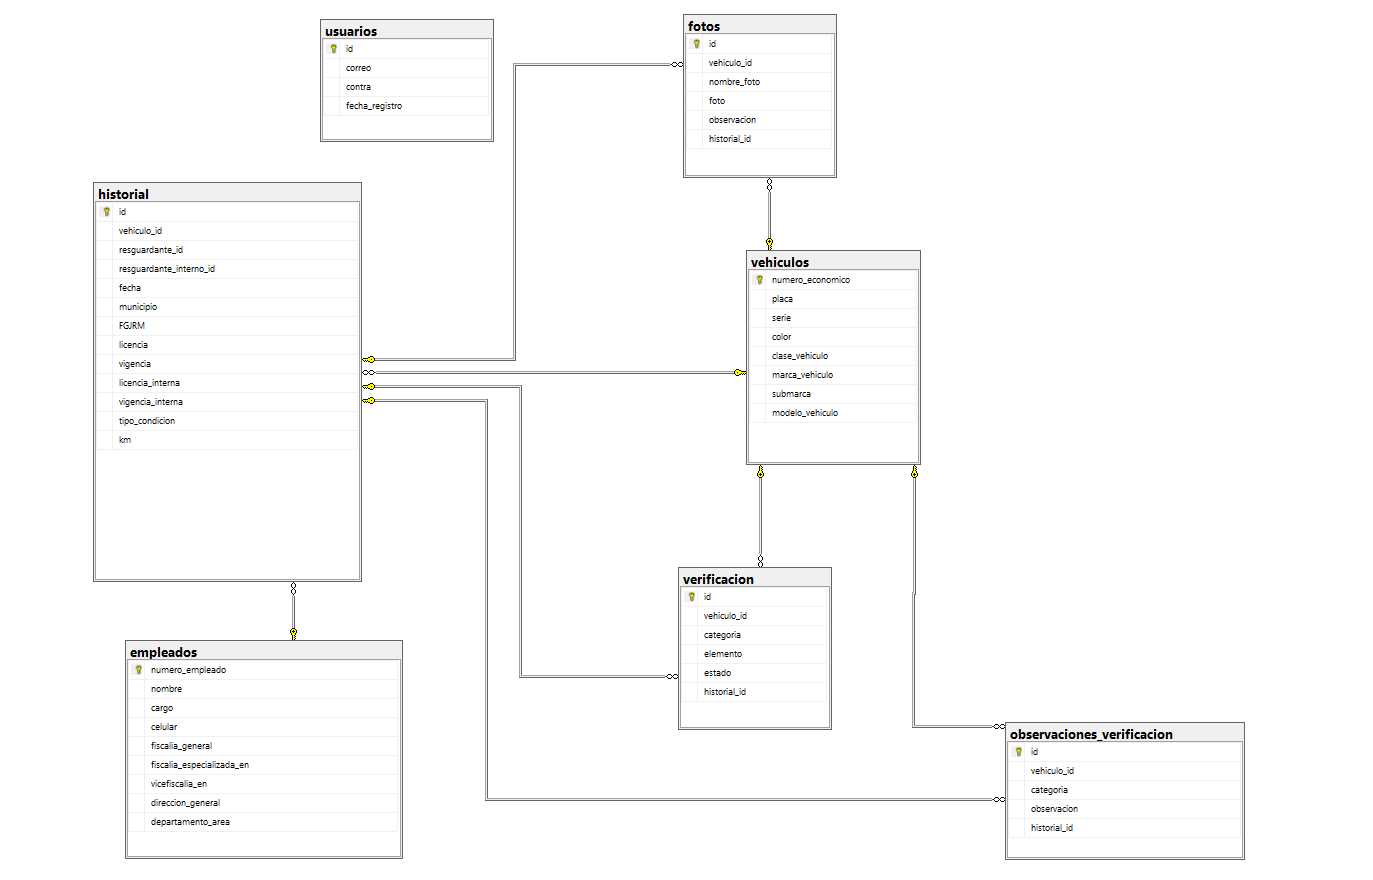 usuarios
id
correo
contra
fecha_registro
fotos
id
vehiculo_id
nombre_foto
foto
observacion
historial_id
historial
id
vehiculo_id
resguardante_id
resguardante_interno_id
fecha
municipio
FGJRM
licencia
vigencia
licencia_interna
vigencia_interna
tipo_condicion
km
vehiculos
numero_economico
placa
serie
color
clase_vehiculo
marca_vehiculo
submarca
modelo_vehiculo
verificacion
id
vehiculo_id
categoria
elemento
estado
historial_id
empleados
numero_empleado
nombre
cargo
celular
fiscalia_general
fiscalia_especializada_en
vicefiscalia_en
direccion_general
departamento_area
observaciones_verificacion
id
vehiculo_id
categoria
observacion
historial_id